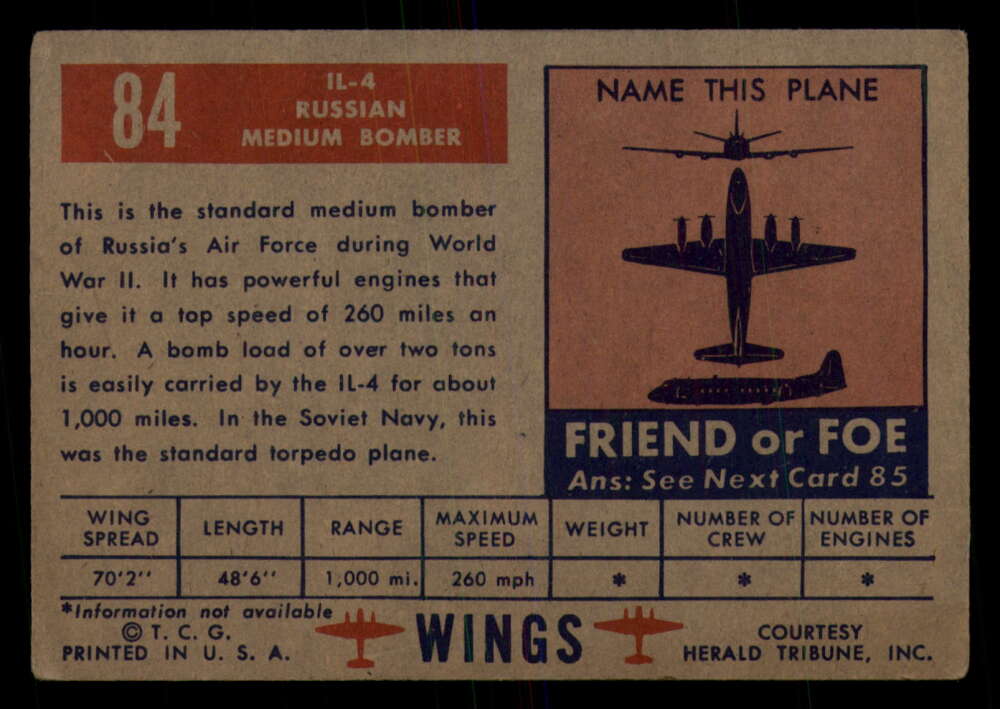 84
IL-4
RUSSIAN
MEDIUM BOMBER
This is the standard medium bomber
of Russia's Air Force during World
War II. It has powerful engines that
give it a top speed of 260 miles an
hour. A bomb load of over two tons
is easily carried by the IL-4 for about
1,000 miles. In the Soviet Navy, this
was the standard torpedo plane.
NAME THIS PLANE
FRIEND or FOE
Ans: See Next Card 85
WING SPREAD
LENGTH
RANGE
MAXIMUM SPEED
WEIGHT
NUMBER OF CREW
NUMBER OF ENGINES
70'2''
48'6''
1,000 mi.
260 mph
*
*
*
*Information not available
© T. C. G.
PRINTED IN U. S. A.
WINGS
COURTESY
HERALD TRIBUNE, INC.